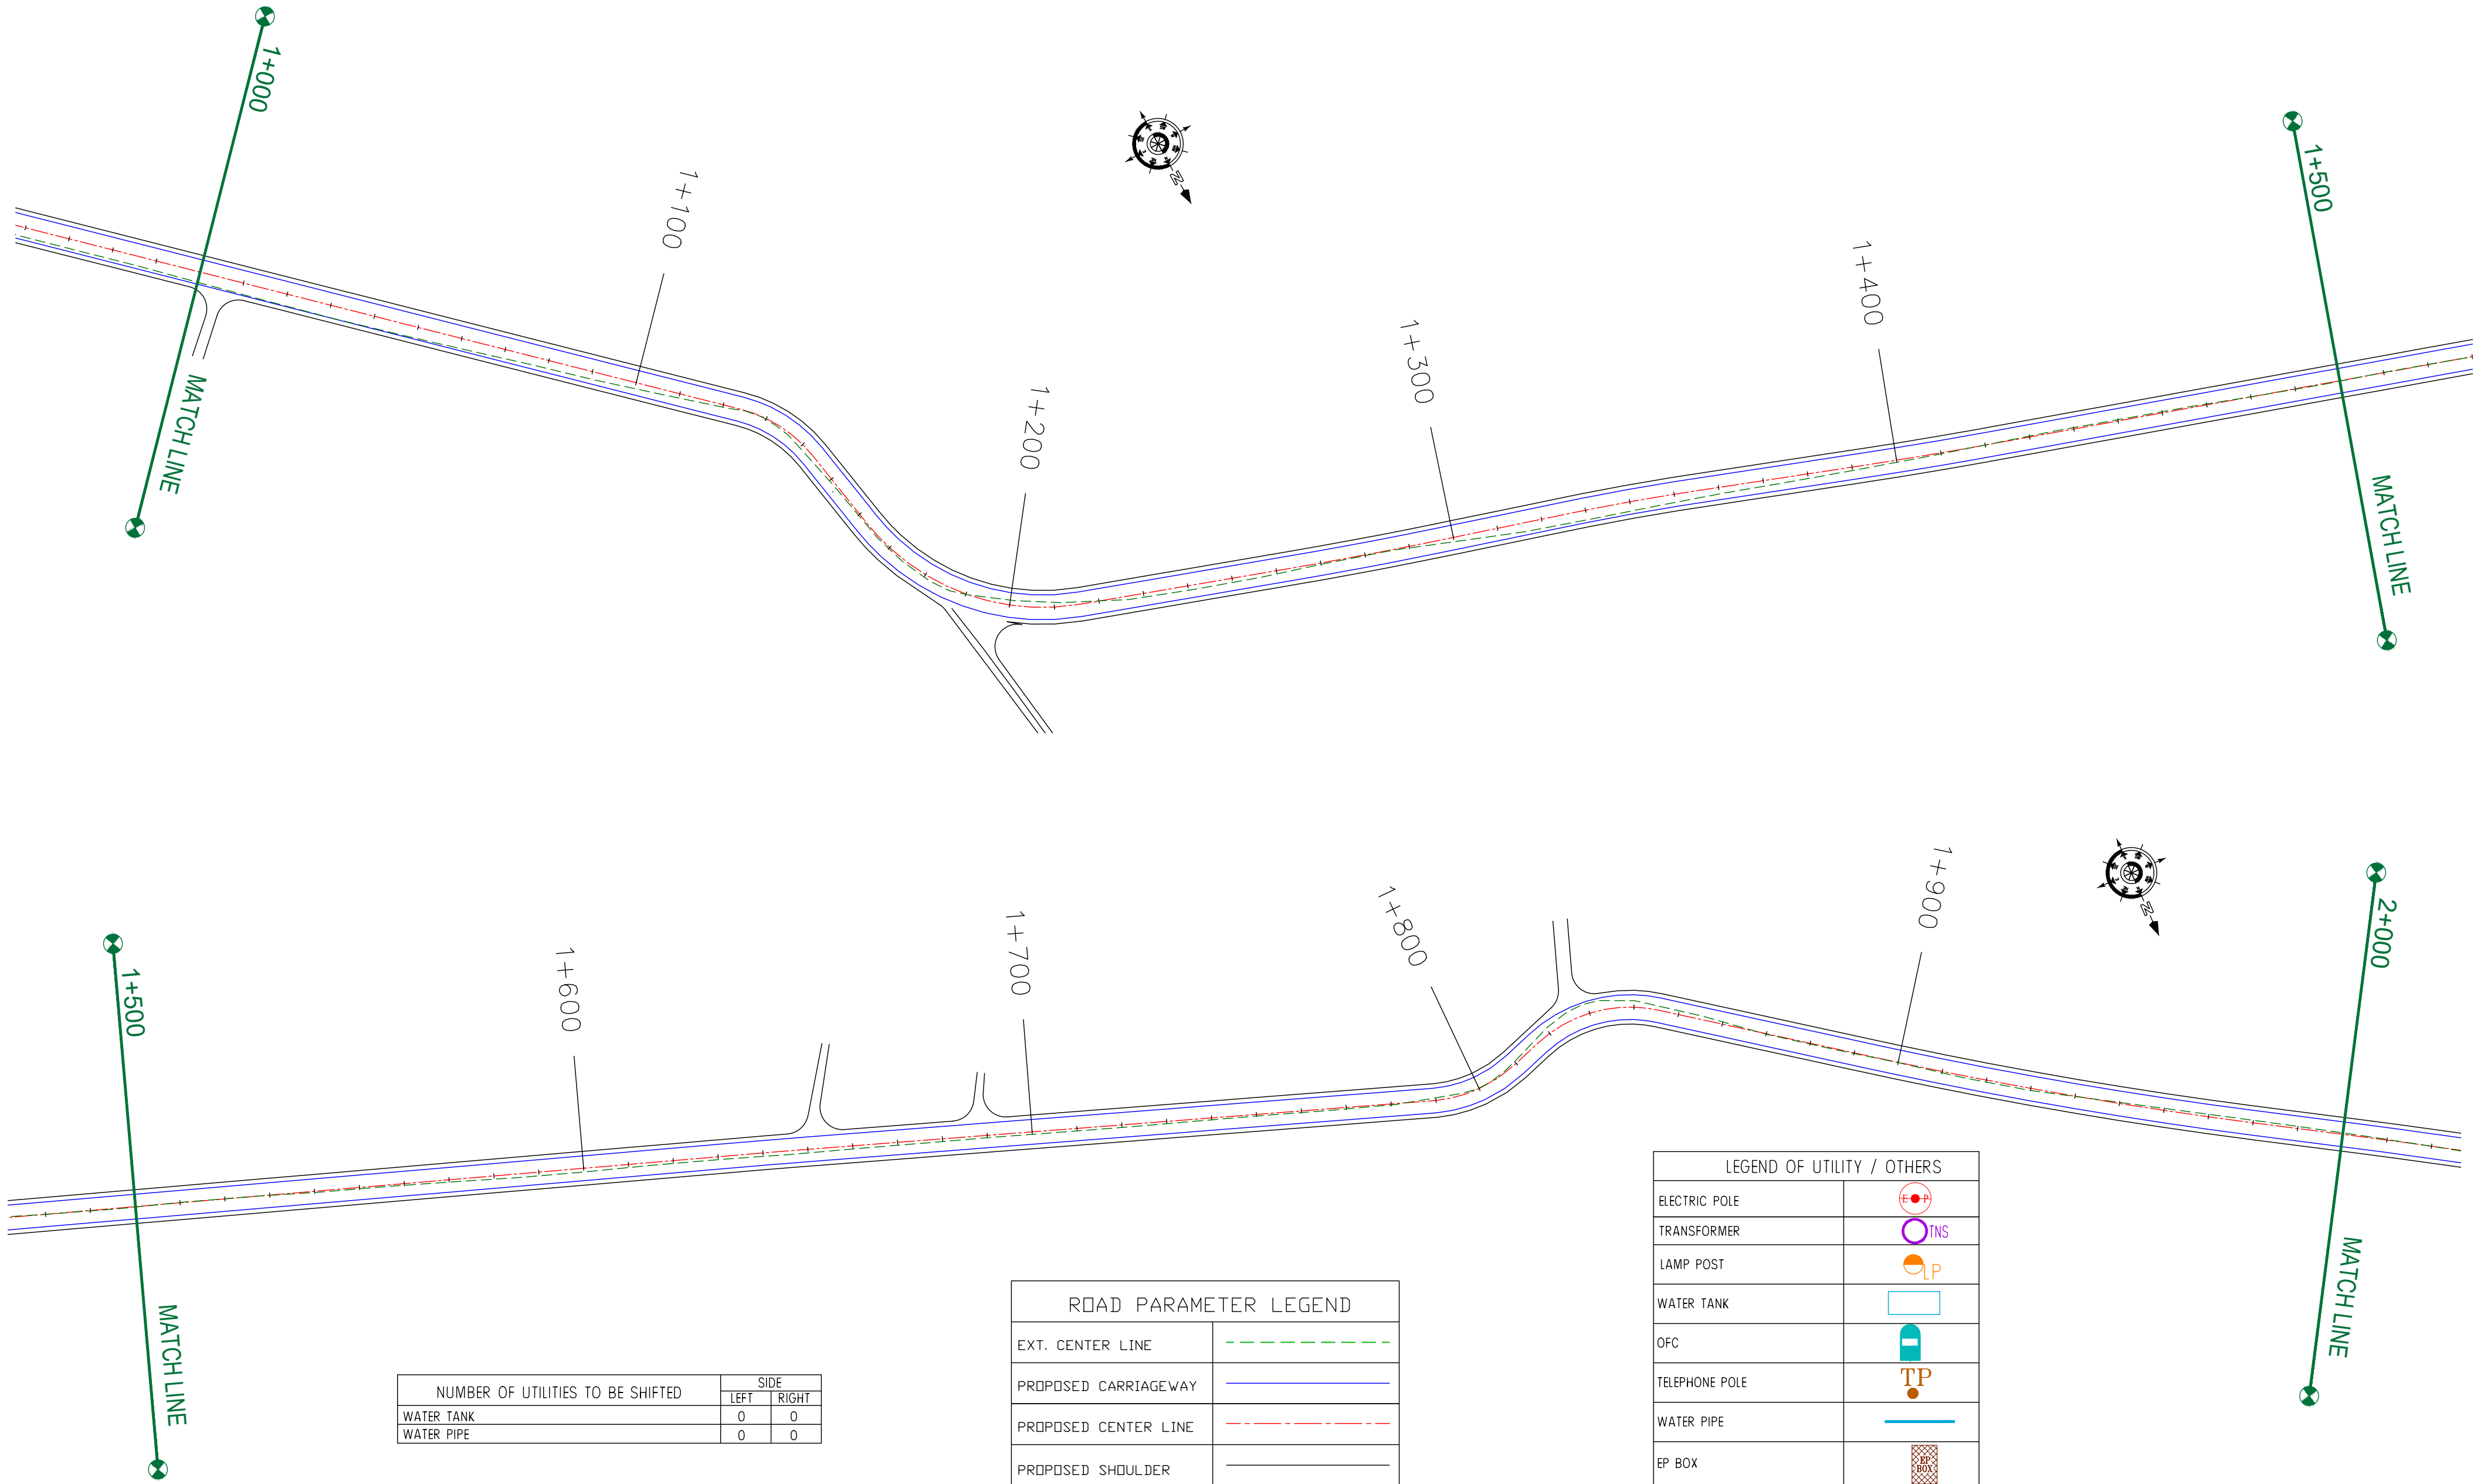 1+000
1+100
1+200
1+300
1+400
1+500
MATCH LINE
MATCH LINE
N
1+500
1+600
1+700
1+800
1+900
2+000
N
MATCH LINE
MATCH LINE
NUMBER OF UTILITIES TO BE SHIFTED SIDE
LEFT RIGHT
WATER TANK 0 0
WATER PIPE 0 0
ROAD PARAMETER LEGEND
EXT. CENTER LINE
PROPOSED CARRIAGEWAY
PROPOSED CENTER LINE
PROPOSED SHOULDER
LEGEND OF UTILITY / OTHERS
ELECTRIC POLE E P
TRANSFORMER TNS
LAMP POST LP
WATER TANK
OFC
TELEPHONE POLE TP
WATER PIPE
EP BOX EP BOX